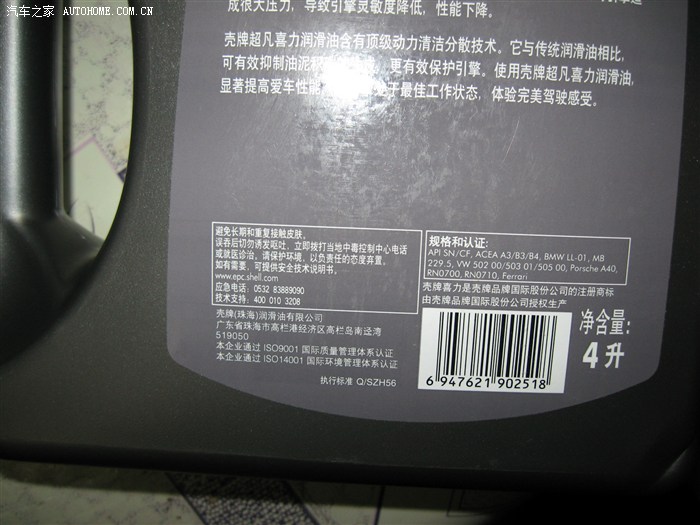 汽车之家 AUTOHOME.COM.CN
成很大压力，导致引擎灵敏度降低，性能下降。
壳牌超凡喜力润滑油含有顶级动力清洁分散技术。它与传统润滑油相比，
可有效抑制油泥 更有效保护引擎。使用壳牌超凡喜力润滑油，
显著提高爱车性能 于最佳工作状态，体验完美驾驶感受。
避免长期和重复接触皮肤。
误吞后切勿诱发呕吐，立即拨打当地中毒控制中心电话
或就医诊治，请保护环境，以负责任的态度弃置。
如有需要，可提供安全技术说明书。
www.epc.shell.com
应急电话：0532 83889090
技术支持：400 010 3208
壳牌(珠海)润滑油有限公司
广东省珠海市高栏港经济区高栏岛南迳湾
519050
本企业通过 ISO9001 国际质量管理体系认证
本企业通过 ISO14001 国际环境管理体系认证
执行标准 Q/SZH56
规格和认证：
API SN/CF, ACEA A3/B3/B4, BMW LL-01, MB
229.5, VW 502 00/503 01/505 00, Porsche A40,
RN0700, RN0710, Ferrari
壳牌喜力是壳牌品牌国际股份公司的注册商标
由壳牌品牌国际股份公司授权生产
6 947621 902518
净含量：
4升